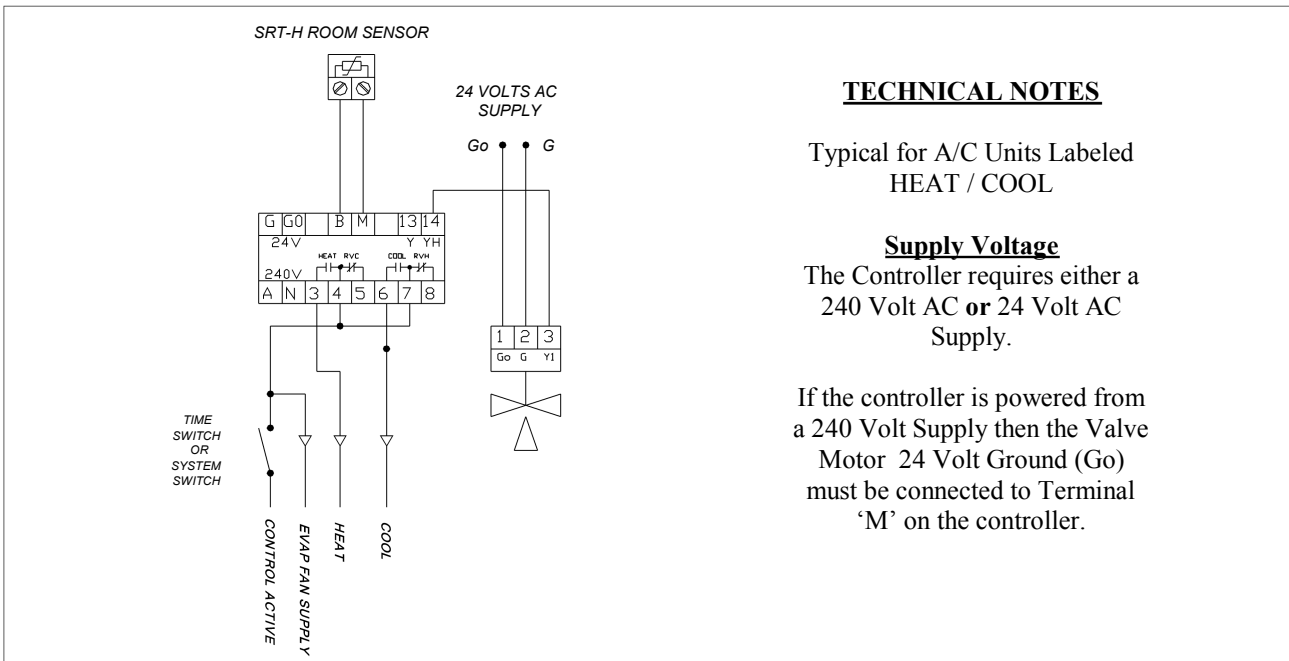 SRT-H ROOM SENSOR
24 VOLTS AC
SUPPLY
Go G
G G0 B M 13 14
24V Y YH
HEAT RVC COOL RVH
240V
A N 3 4 5 6 7 8
1 2 3
Go G Y1
TIME
SWITCH
OR
SYSTEM
SWITCH
CONTROL ACTIVE
EVAP FAN SUPPLY
HEAT
COOL
TECHNICAL NOTES
Typical for A/C Units Labeled
HEAT / COOL
Supply Voltage
The Controller requires either a
240 Volt AC or 24 Volt AC
Supply.
If the controller is powered from
a 240 Volt Supply then the Valve
Motor 24 Volt Ground (Go)
must be connected to Terminal
‘M’ on the controller.